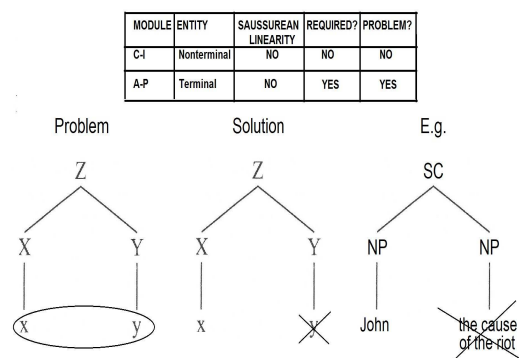 MODULE ENTITY SAUSSUREAN LINEARITY REQUIRED? PROBLEM?
C-I Nonterminal NO NO NO
A-P Terminal NO YES YES
Problem Solution E.g.
Z Z SC
X Y X Y NP NP
x y x y John the cause
of the riot